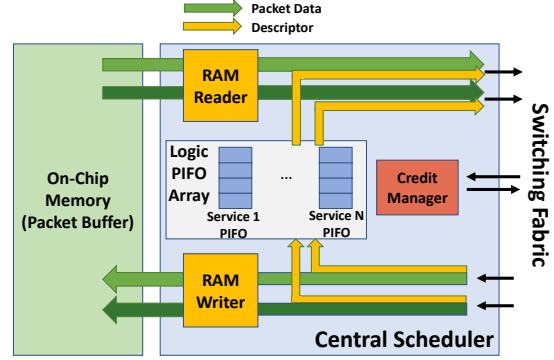 Packet Data
Descriptor
RAM
Reader
On-Chip
Memory
(Packet Buffer)
Logic
PIFO
Array
...
Service 1
PIFO
Service N
PIFO
Credit
Manager
Switching Fabric
RAM
Writer
Central Scheduler